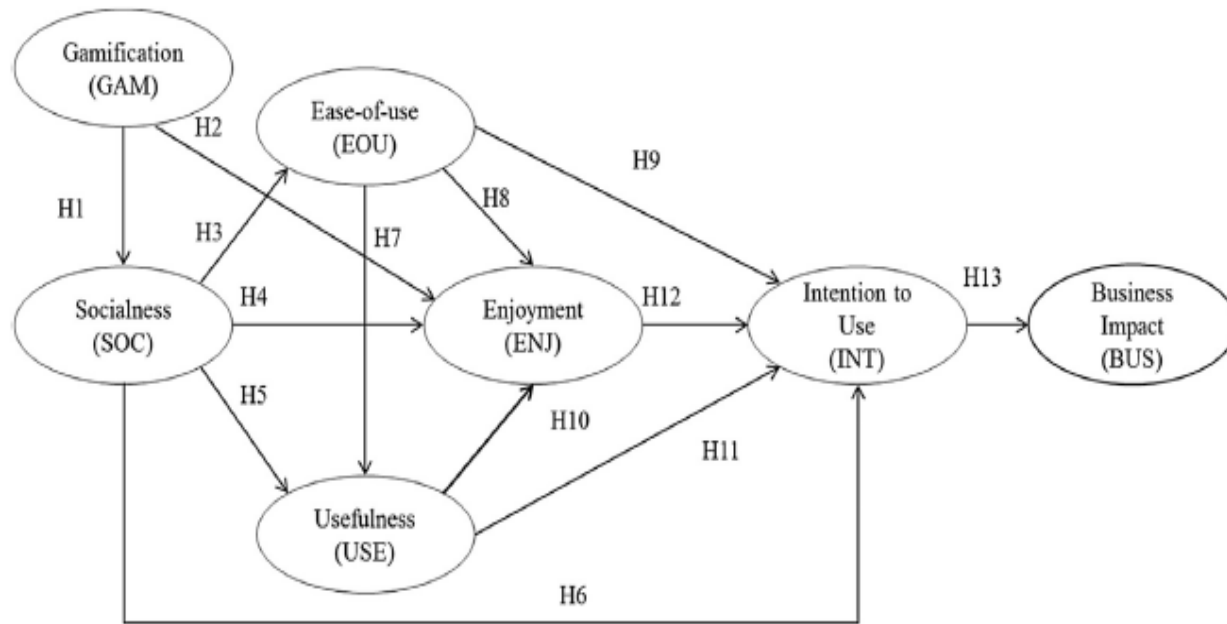 Gamification
(GAM)
H2
Ease-of-use
(EOU)
H9
H1
H3
H7
H8
Socialness
(SOC)
H4
Enjoyment
(ENJ)
H12
Intention to
Use
(INT)
H13
Business
Impact
(BUS)
H5
H10
H11
Usefulness
(USE)
H6